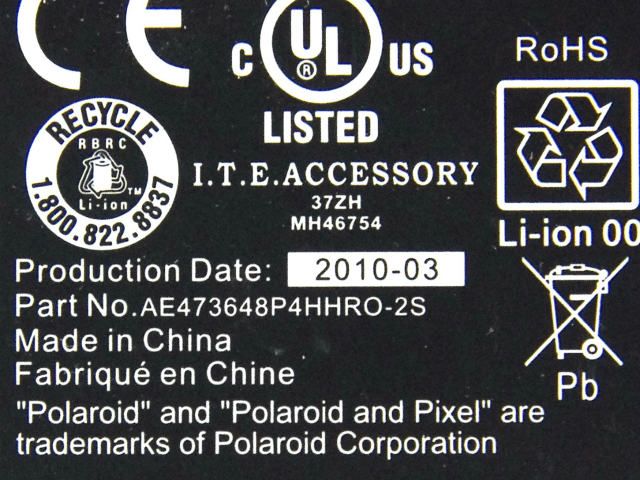 CE
C UL ® US
LISTED
RoHS
RECYCLE
RBRC
Li-ion
TM
1.800.822.8837
I.T.E.ACCESSORY
37ZH
MH46754
Li-ion 00
Production Date: 2010-03
Part No.AE473648P4HHRO-2S
Made in China
Fabriqué en Chine
Pb
"Polaroid" and "Polaroid and Pixel" are
trademarks of Polaroid Corporation